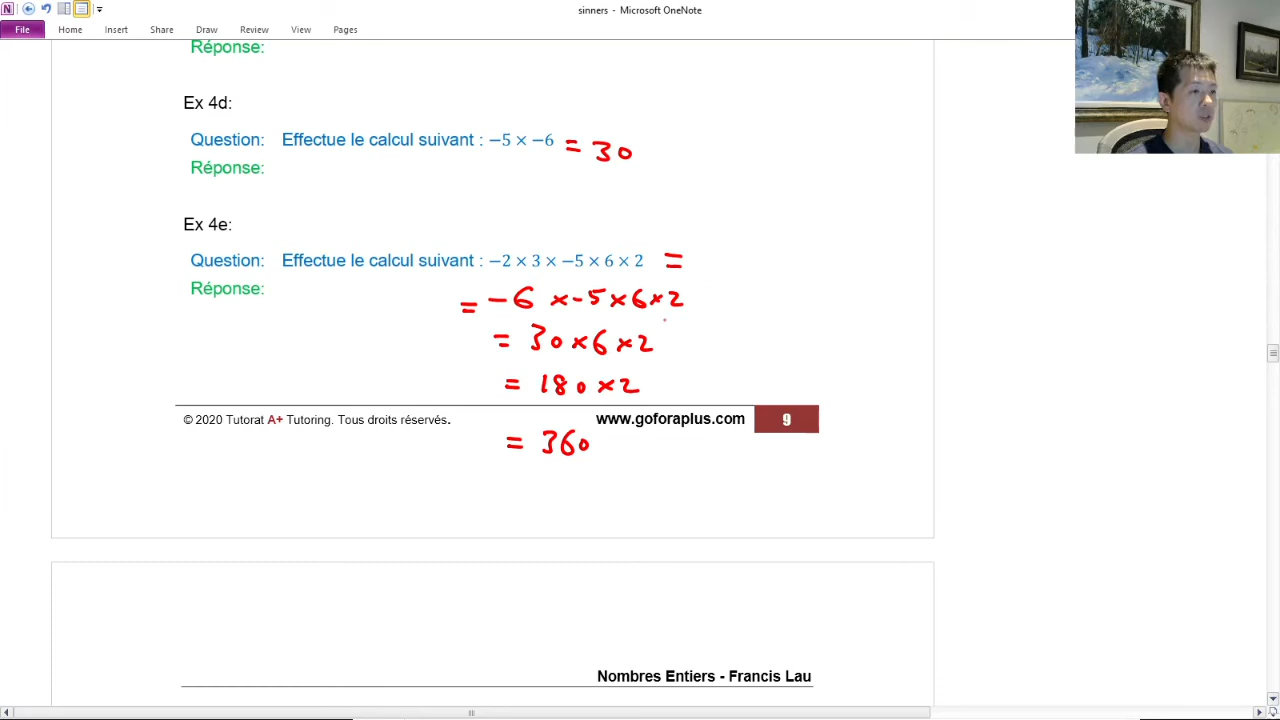 sinners - Microsoft OneNote
File Home Insert Share Draw Review View Pages
Réponse:
Ex 4d:
Question: Effectue le calcul suivant : −5 × −6 = 30
Réponse:
Ex 4e:
Question: Effectue le calcul suivant : −2 × 3 × −5 × 6 × 2 =
Réponse:
= -6 × -5 × 6 × 2
= 30 × 6 × 2
= 180 × 2
© 2020 Tutorat A+ Tutoring. Tous droits réservés. www.goforaplus.com 9
= 360
Nombres Entiers - Francis Lau